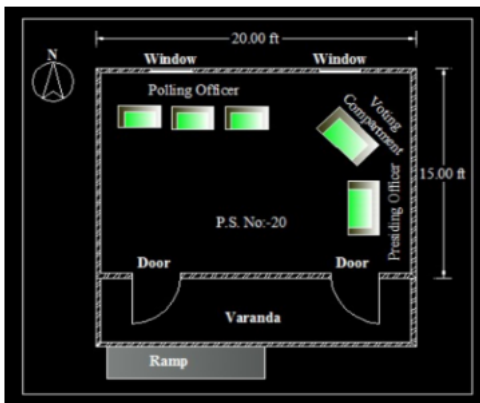 20.00 ft
N
Window
Window
Polling Officer
Voting
Compartment
15.00 ft
Presiding Officer
P.S. No:-20
Door
Door
Varanda
Ramp